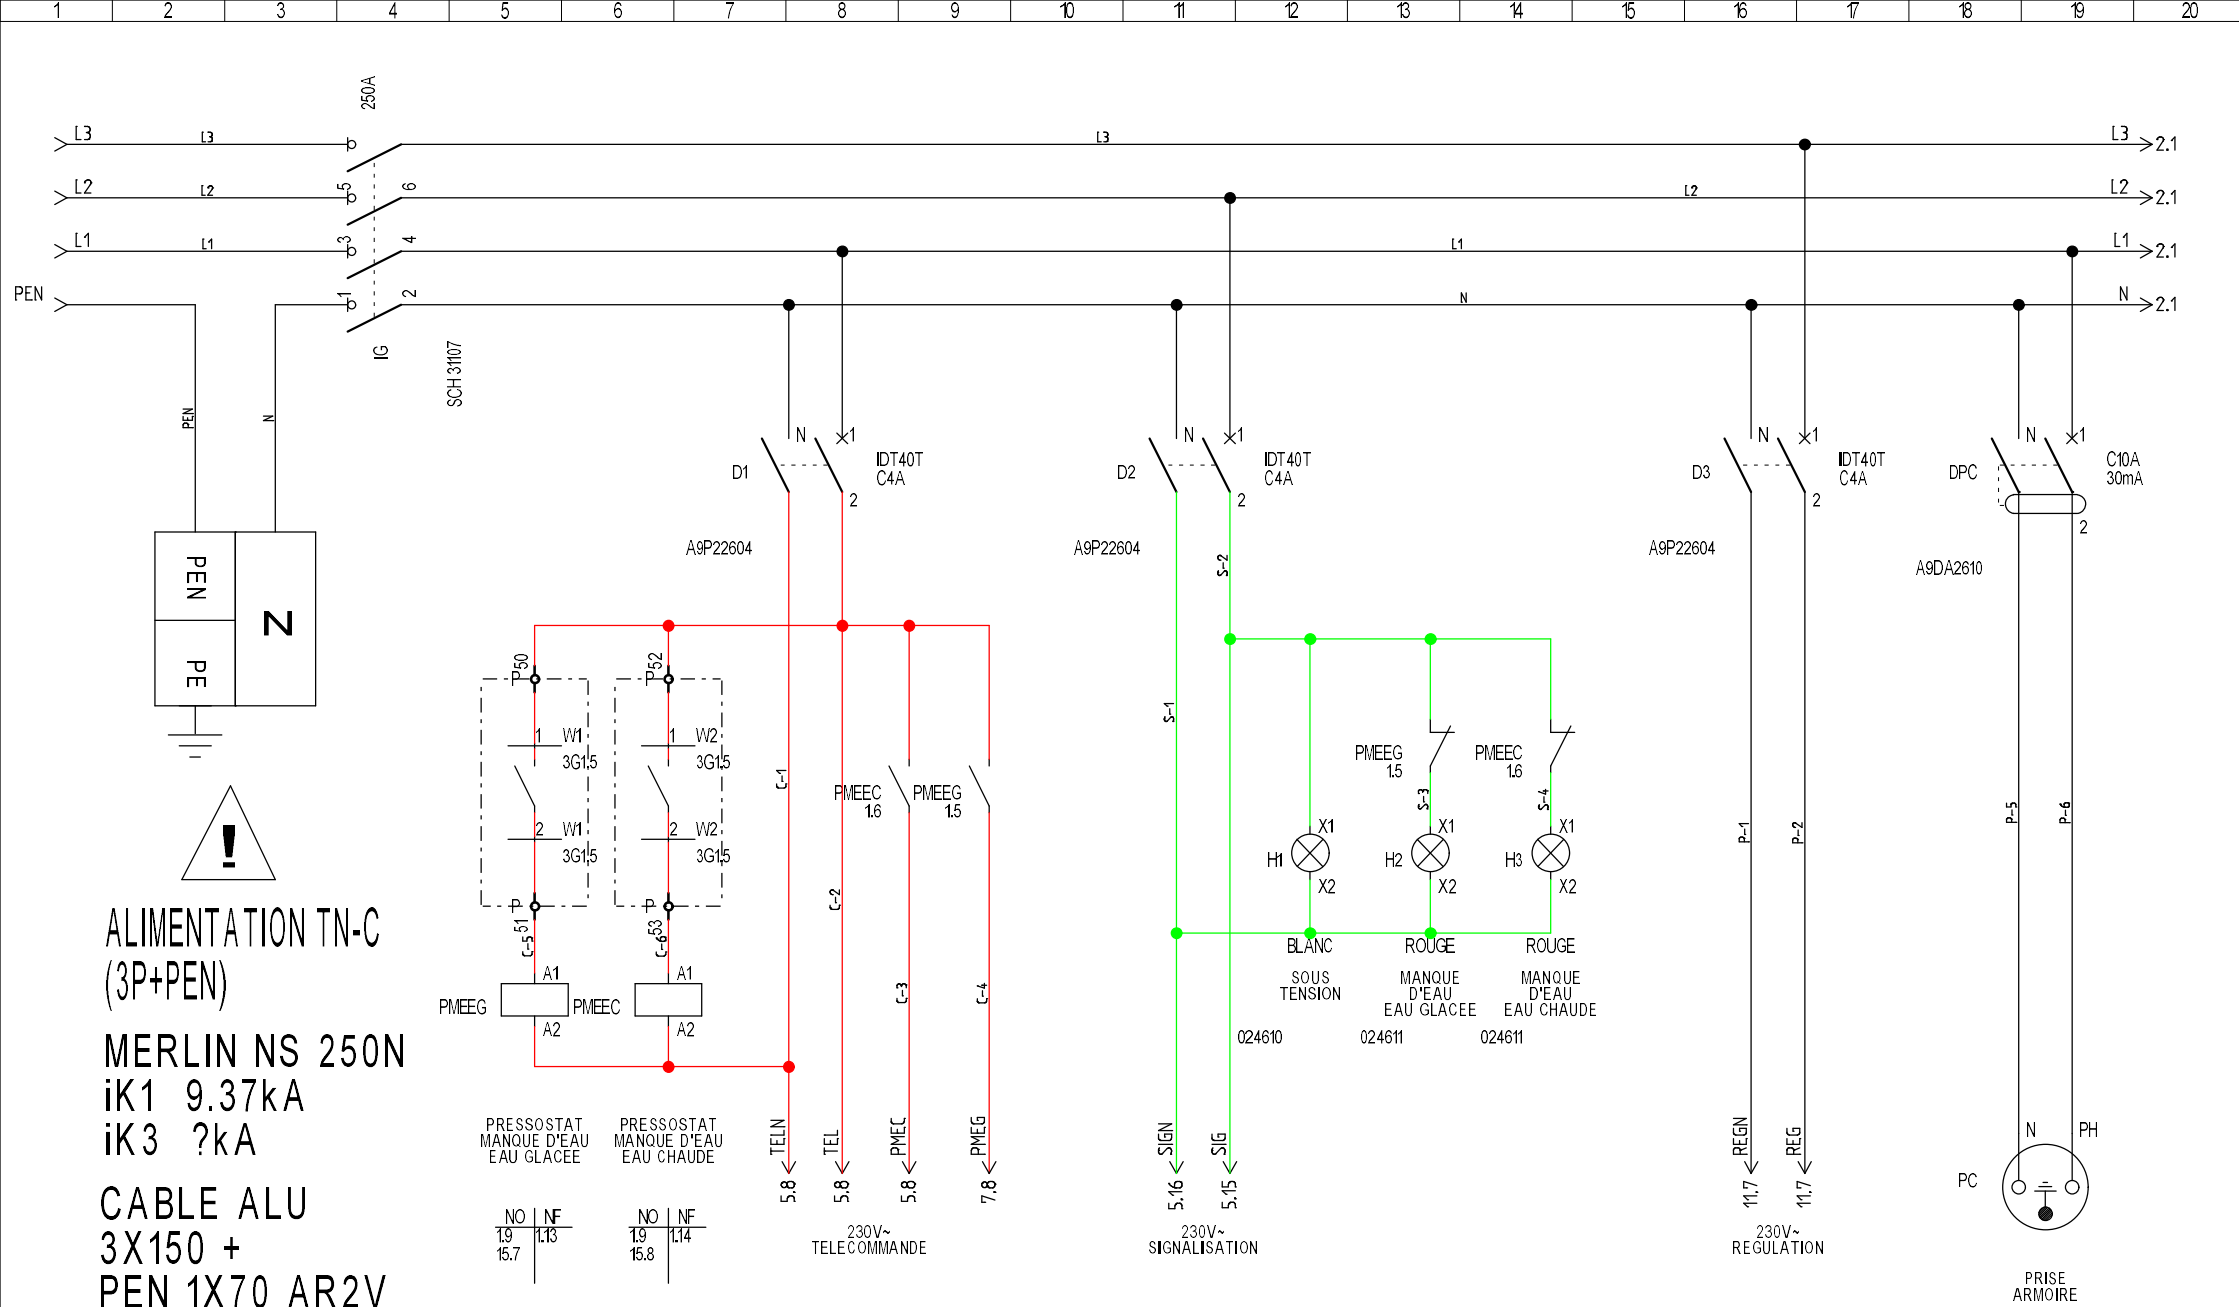 1 2 3 4 5 6 7 8 9 10 11 12 13 14 15 16 17 18 19 20
250A
L3 L3 L3 L3 2.1
L2 L2 5 6 L2 L2 2.1
L1 L1 3 4 L1 L1 2.1
PEN 1 2 N N 2.1
IG
SCH 31107
PEN N
PEN
PE
N
!
ALIMENTATION TN-C
(3P+PEN)
MERLIN NS 250N
iK1 9.37kA
iK3 ?kA
CABLE ALU
3X150 +
PEN 1X70 AR2V
D1 N 1 2
IDT40T
C4A
A9P22604
P50
1 W1
3G1.5
2 W1
3G1.5
P 51
C-5
A1
PMEEG
A2
PRESSOSTAT
MANQUE D'EAU
EAU GLACEE
NO NF
1.9 1.13
15.7
P52
1 W2
3G1.5
2 W2
3G1.5
P 53
C-6
A1
PMEEC
A2
PRESSOSTAT
MANQUE D'EAU
EAU CHAUDE
NO NF
1.9 1.14
15.8
C-1
C-2
PMEEC
1.6
PMEEG
1.5
C-3
C-4
TELN TEL PMEC PMEG
5.8 5.8 5.8 7.8
230V~
TELECOMMANDE
D2 N 1 2
IDT40T
C4A
A9P22604
S-2
S-1
PMEEG
1.5
PMEEC
1.6
S-3
S-4
H1 X1 X2
H2 X1 X2
H3 X1 X2
BLANC
SOUS
TENSION
024610
ROUGE
MANQUE
D'EAU
EAU GLACEE
024611
ROUGE
MANQUE
D'EAU
EAU CHAUDE
024611
SIGN SIG
5.16 5.15
230V~
SIGNALISATION
D3 N 1 2
IDT40T
C4A
A9P22604
P-1
P-2
REGN REG
11.7 11.7
230V~
REGULATION
DPC N 1 2
C10A
30mA
A9DA2610
P-5
P-6
N PH
PC
PRISE
ARMOIRE